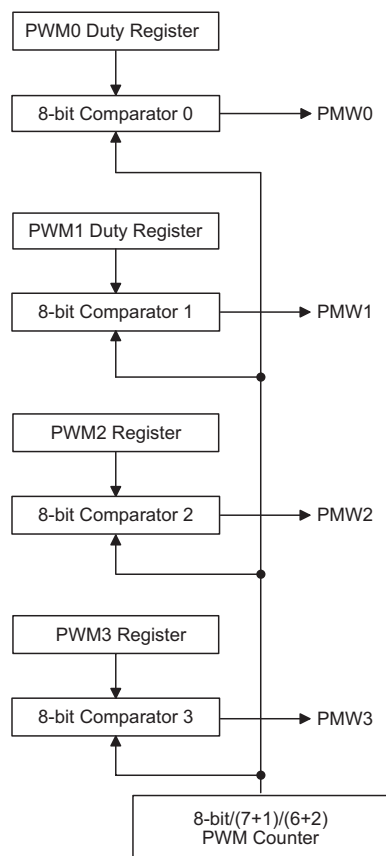 PWM0 Duty Register
8-bit Comparator 0
PMW0
PWM1 Duty Register
8-bit Comparator 1
PMW1
PWM2 Register
8-bit Comparator 2
PMW2
PWM3 Register
8-bit Comparator 3
PMW3
8-bit/(7+1)/(6+2)
PWM Counter